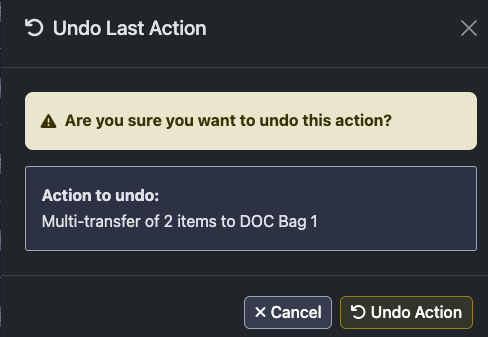 Undo Last Action
Are you sure you want to undo this action?
Action to undo:
Multi-transfer of 2 items to DOC Bag 1
Cancel
Undo Action